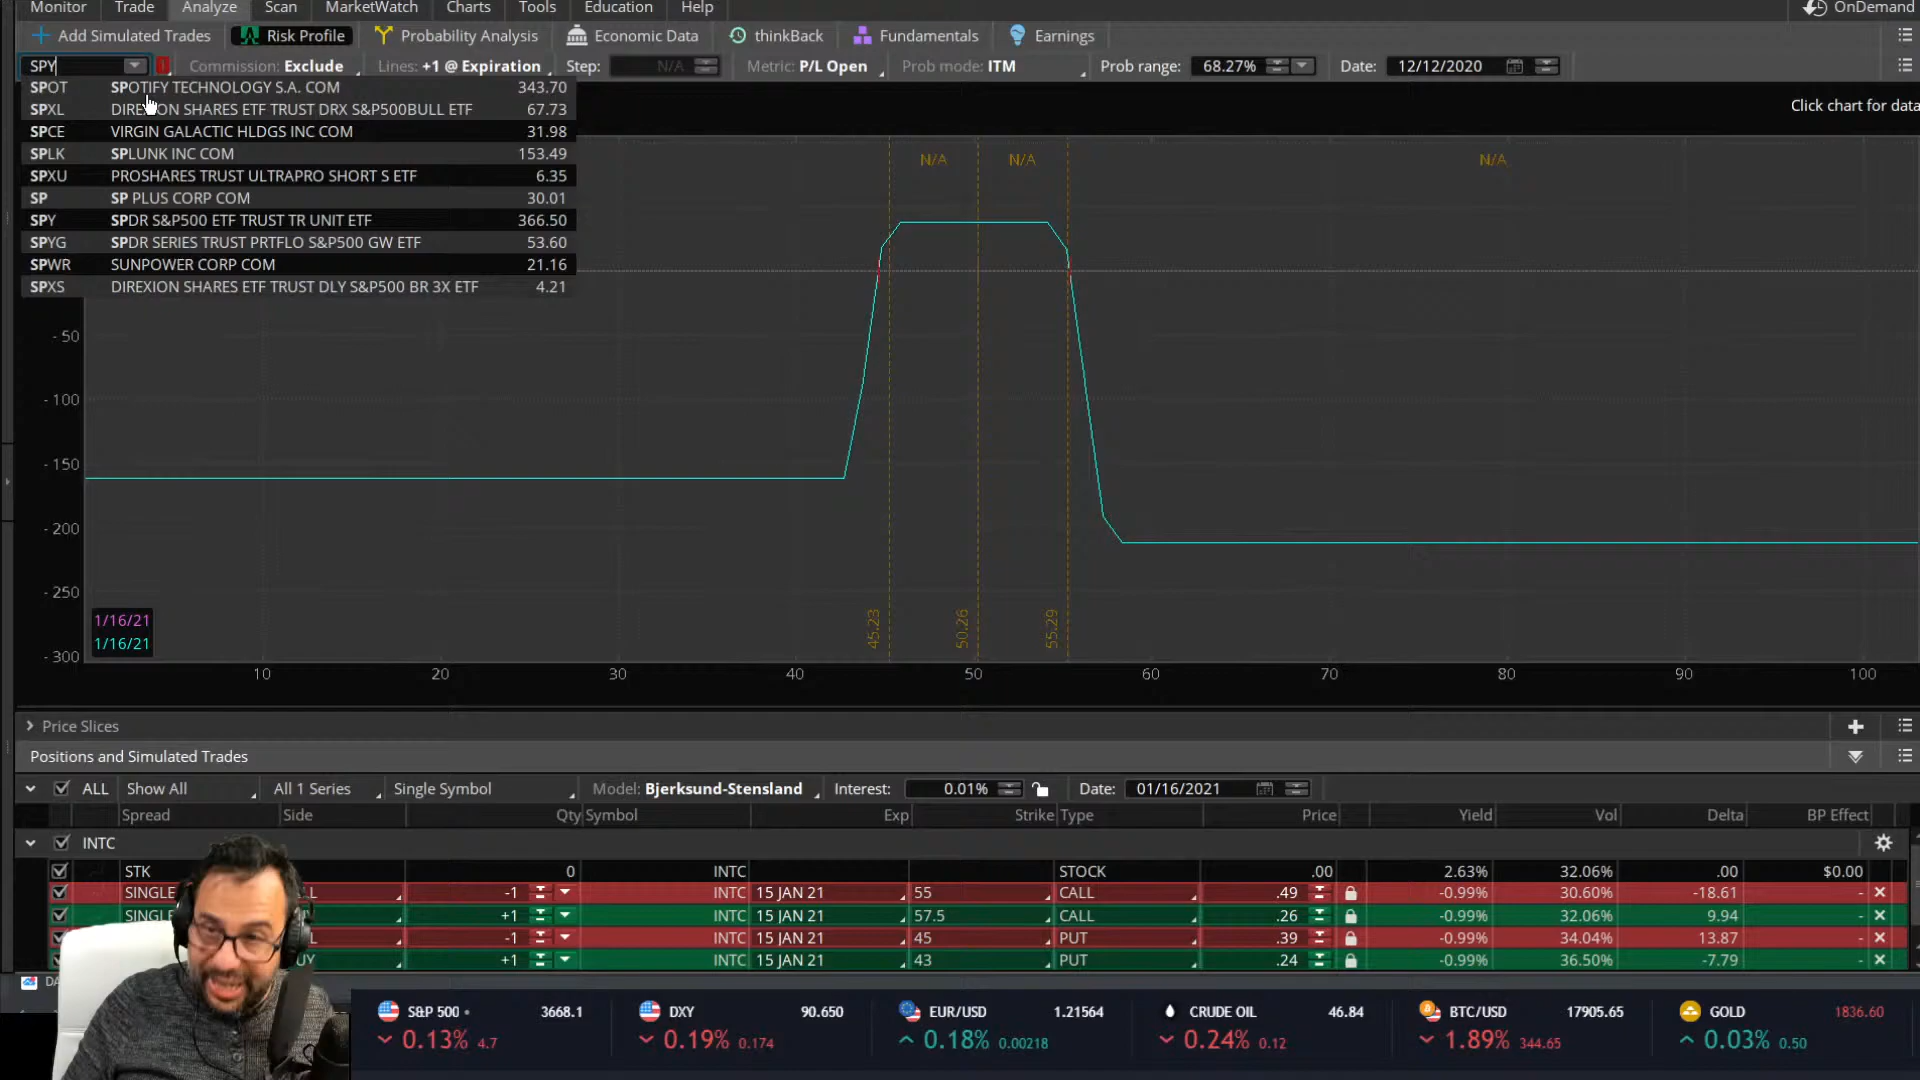 Monitor Trade Analyze Scan MarketWatch Charts Tools Education Help OnDemand
Add Simulated Trades Risk Profile Probability Analysis Economic Data thinkBack Fundamentals Earnings
SPY Commission: Exclude Lines: +1 @ Expiration Step: N/A Metric: P/L Open Prob mode: ITM Prob range: 68.27% Date: 12/12/2020
SPOT SPOTIFY TECHNOLOGY S.A. COM 343.70
SPXL DIREXION SHARES ETF TRUST DRX S&P500BULL ETF 67.73
Click chart for data
SPCE VIRGIN GALACTIC HLDGS INC COM 31.98
SPLK SPLUNK INC COM 153.49
N/A N/A N/A
SPXU PROSHARES TRUST ULTRAPRO SHORT S ETF 6.35
SP SP PLUS CORP COM 30.01
SPY SPDR S&P500 ETF TRUST TR UNIT ETF 366.50
SPYG SPDR SERIES TRUST PRTFLO S&P500 GW ETF 53.60
SPWR SUNPOWER CORP COM 21.16
SPXS DIREXION SHARES ETF TRUST DLY S&P500 BR 3X ETF 4.21
-50
-100
-150
-200
-250
-300
45.23 50.26 55.29
1/16/21
1/16/21
10 20 30 40 50 60 70 80 90 100
Price Slices
Positions and Simulated Trades
ALL Show All All 1 Series Single Symbol Model: Bjerksund-Stensland Interest: 0.01% Date: 01/16/2021
Spread Side Qty Symbol Exp Strike Type Price Yield Vol Delta BP Effect
INTC
STK 0 INTC STOCK .00 2.63% 32.06% .00 $0.00
SINGLE L -1 INTC 15 JAN 21 55 CALL .49 -0.99% 30.60% -18.61 -
SINGLE +1 INTC 15 JAN 21 57.5 CALL .26 -0.99% 32.06% 9.94 -
SINGL L -1 INTC 15 JAN 21 45 PUT .39 -0.99% 34.04% 13.87 -
UY +1 INTC 15 JAN 21 43 PUT .24 -0.99% 36.50% -7.79 -
S&P 500 3668.1 DXY 90.650 EUR/USD 1.21564 CRUDE OIL 46.84 BTC/USD 17905.65 GOLD 1836.60
0.13% 4.7 0.19% 0.174 0.18% 0.00218 0.24% 0.12 1.89% 344.65 0.03% 0.50